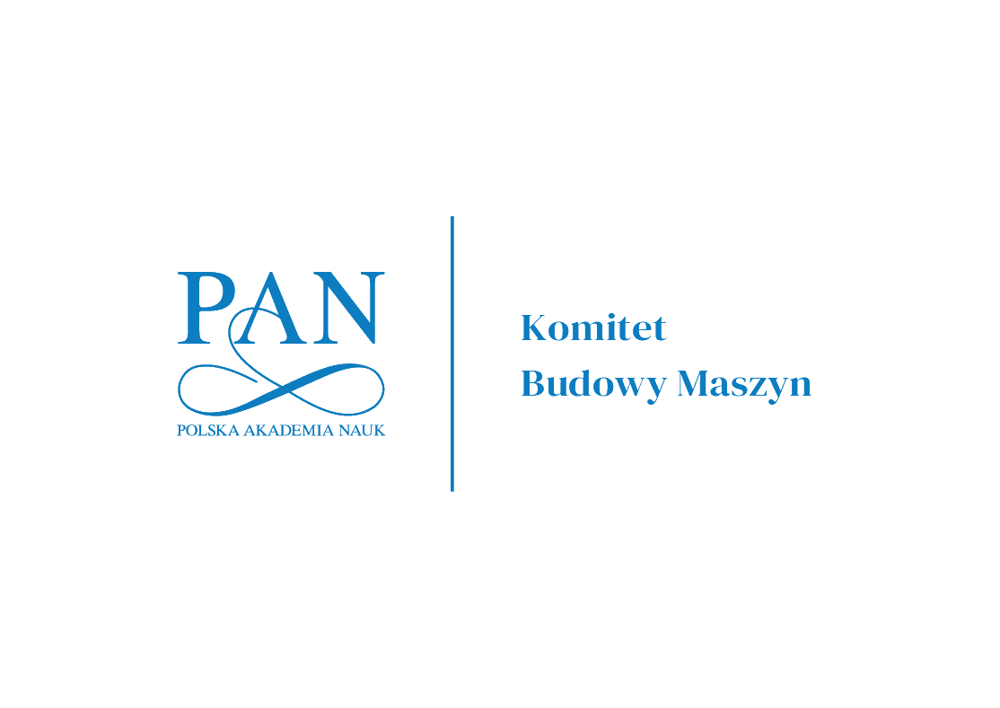 PAN
POLSKA AKADEMIA NAUK
Komitet
Budowy Maszyn